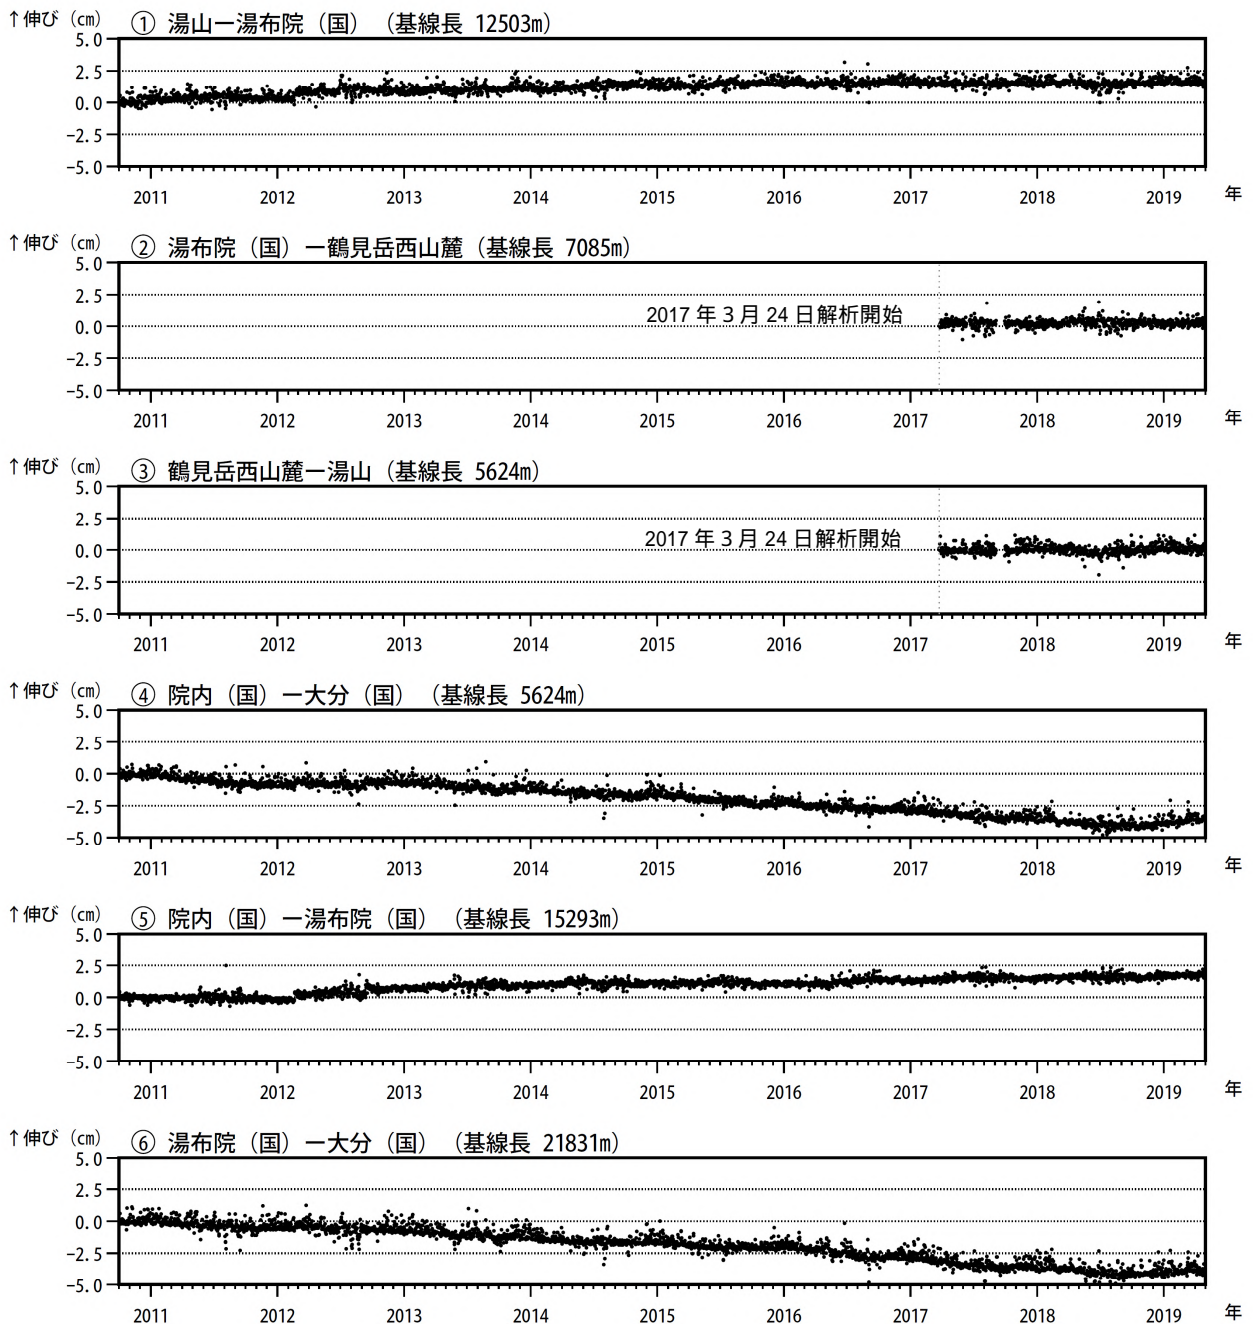 ↑伸び（㎝） ① 湯山ー湯布院（国）（基線長 12503m）
5.0
2.5
0.0
−2.5
−5.0
2011 2012 2013 2014 2015 2016 2017 2018 2019 年
↑伸び（㎝） ② 湯布院（国）ー鶴見岳西山麓（基線長 7085m）
5.0
2.5
2017 年 3 月 24 日解析開始
0.0
−2.5
−5.0
2011 2012 2013 2014 2015 2016 2017 2018 2019 年
↑伸び（㎝） ③ 鶴見岳西山麓ー湯山（基線長 5624m）
5.0
2.5
2017 年 3 月 24 日解析開始
0.0
−2.5
−5.0
2011 2012 2013 2014 2015 2016 2017 2018 2019 年
↑伸び（㎝） ④ 院内（国）ー大分（国）（基線長 5624m）
5.0
2.5
0.0
−2.5
−5.0
2011 2012 2013 2014 2015 2016 2017 2018 2019 年
↑伸び（㎝） ⑤ 院内（国）ー湯布院（国）（基線長 15293m）
5.0
2.5
0.0
−2.5
−5.0
2011 2012 2013 2014 2015 2016 2017 2018 2019 年
↑伸び（㎝） ⑥ 湯布院（国）ー大分（国）（基線長 21831m）
5.0
2.5
0.0
−2.5
−5.0
2011 2012 2013 2014 2015 2016 2017 2018 2019 年